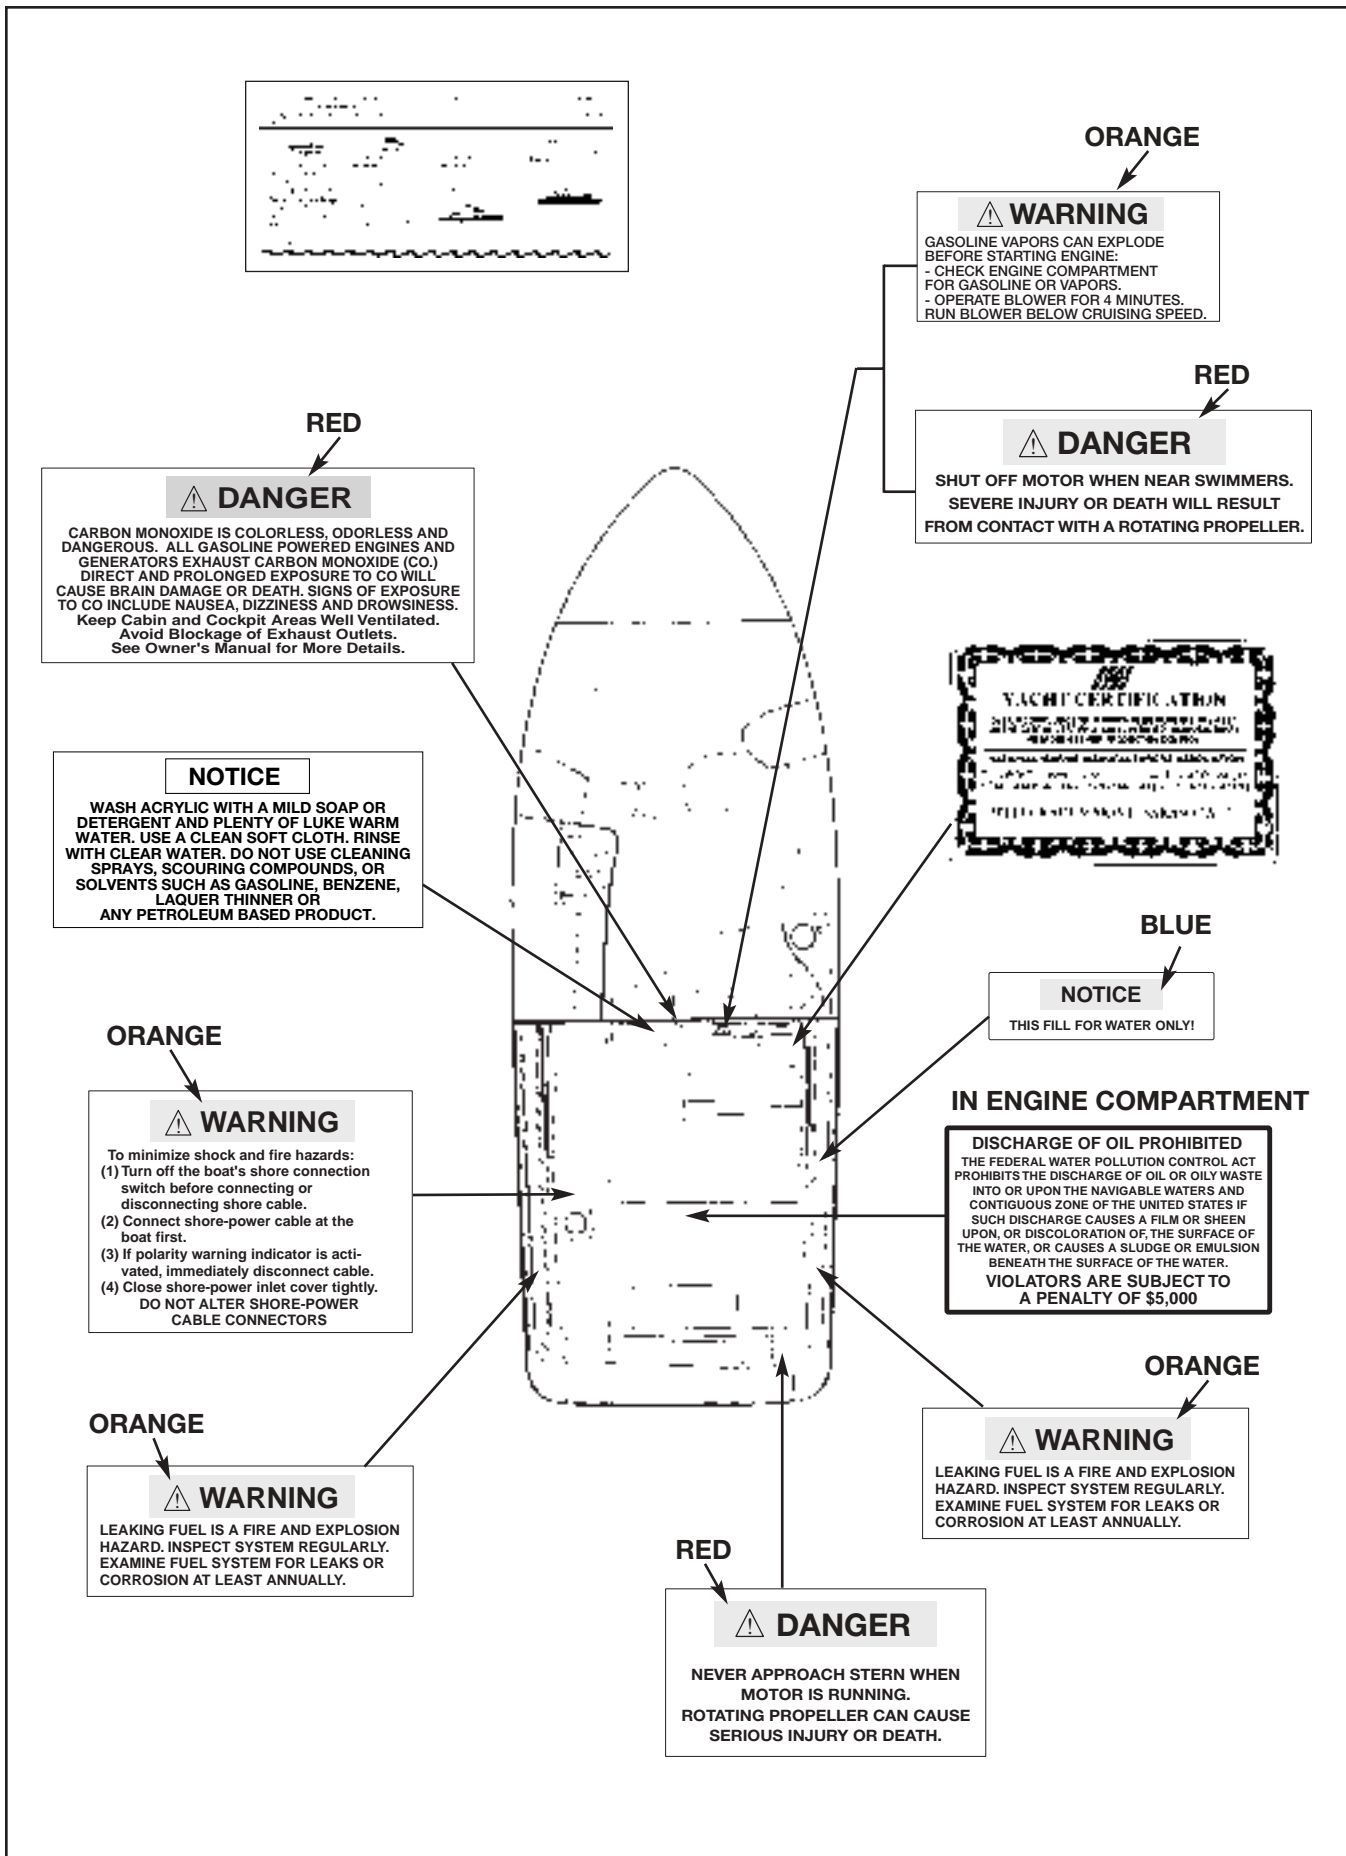 ORANGE
⚠ WARNING
GASOLINE VAPORS CAN EXPLODE
BEFORE STARTING ENGINE:
- CHECK ENGINE COMPARTMENT
FOR GASOLINE OR VAPORS.
- OPERATE BLOWER FOR 4 MINUTES.
RUN BLOWER BELOW CRUISING SPEED.
RED
⚠ DANGER
SHUT OFF MOTOR WHEN NEAR SWIMMERS.
SEVERE INJURY OR DEATH WILL RESULT
FROM CONTACT WITH A ROTATING PROPELLER.
RED
⚠ DANGER
CARBON MONOXIDE IS COLORLESS, ODORLESS AND
DANGEROUS. ALL GASOLINE POWERED ENGINES AND
GENERATORS EXHAUST CARBON MONOXIDE (CO.)
DIRECT AND PROLONGED EXPOSURE TO CO WILL
CAUSE BRAIN DAMAGE OR DEATH. SIGNS OF EXPOSURE
TO CO INCLUDE NAUSEA, DIZZINESS AND DROWSINESS.
Keep Cabin and Cockpit Areas Well Ventilated.
Avoid Blockage of Exhaust Outlets.
See Owner's Manual for More Details.
YACHT CERTIFICATION
NOTICE
WASH ACRYLIC WITH A MILD SOAP OR
DETERGENT AND PLENTY OF LUKE WARM
WATER. USE A CLEAN SOFT CLOTH. RINSE
WITH CLEAR WATER. DO NOT USE CLEANING
SPRAYS, SCOURING COMPOUNDS, OR
SOLVENTS SUCH AS GASOLINE, BENZENE,
LAQUER THINNER OR
ANY PETROLEUM BASED PRODUCT.
BLUE
NOTICE
THIS FILL FOR WATER ONLY!
ORANGE
⚠ WARNING
To minimize shock and fire hazards:
(1) Turn off the boat's shore connection
switch before connecting or
disconnecting shore cable.
(2) Connect shore-power cable at the
boat first.
(3) If polarity warning indicator is acti-
vated, immediately disconnect cable.
(4) Close shore-power inlet cover tightly.
DO NOT ALTER SHORE-POWER
CABLE CONNECTORS
IN ENGINE COMPARTMENT
DISCHARGE OF OIL PROHIBITED
THE FEDERAL WATER POLLUTION CONTROL ACT
PROHIBITS THE DISCHARGE OF OIL OR OILY WASTE
INTO OR UPON THE NAVIGABLE WATERS AND
CONTIGUOUS ZONE OF THE UNITED STATES IF
SUCH DISCHARGE CAUSES A FILM OR SHEEN
UPON, OR DISCOLORATION OF, THE SURFACE OF
THE WATER, OR CAUSES A SLUDGE OR EMULSION
BENEATH THE SURFACE OF THE WATER.
VIOLATORS ARE SUBJECT TO
A PENALTY OF $5,000
ORANGE
⚠ WARNING
LEAKING FUEL IS A FIRE AND EXPLOSION
HAZARD. INSPECT SYSTEM REGULARLY.
EXAMINE FUEL SYSTEM FOR LEAKS OR
CORROSION AT LEAST ANNUALLY.
ORANGE
⚠ WARNING
LEAKING FUEL IS A FIRE AND EXPLOSION
HAZARD. INSPECT SYSTEM REGULARLY.
EXAMINE FUEL SYSTEM FOR LEAKS OR
CORROSION AT LEAST ANNUALLY.
RED
⚠ DANGER
NEVER APPROACH STERN WHEN
MOTOR IS RUNNING.
ROTATING PROPELLER CAN CAUSE
SERIOUS INJURY OR DEATH.